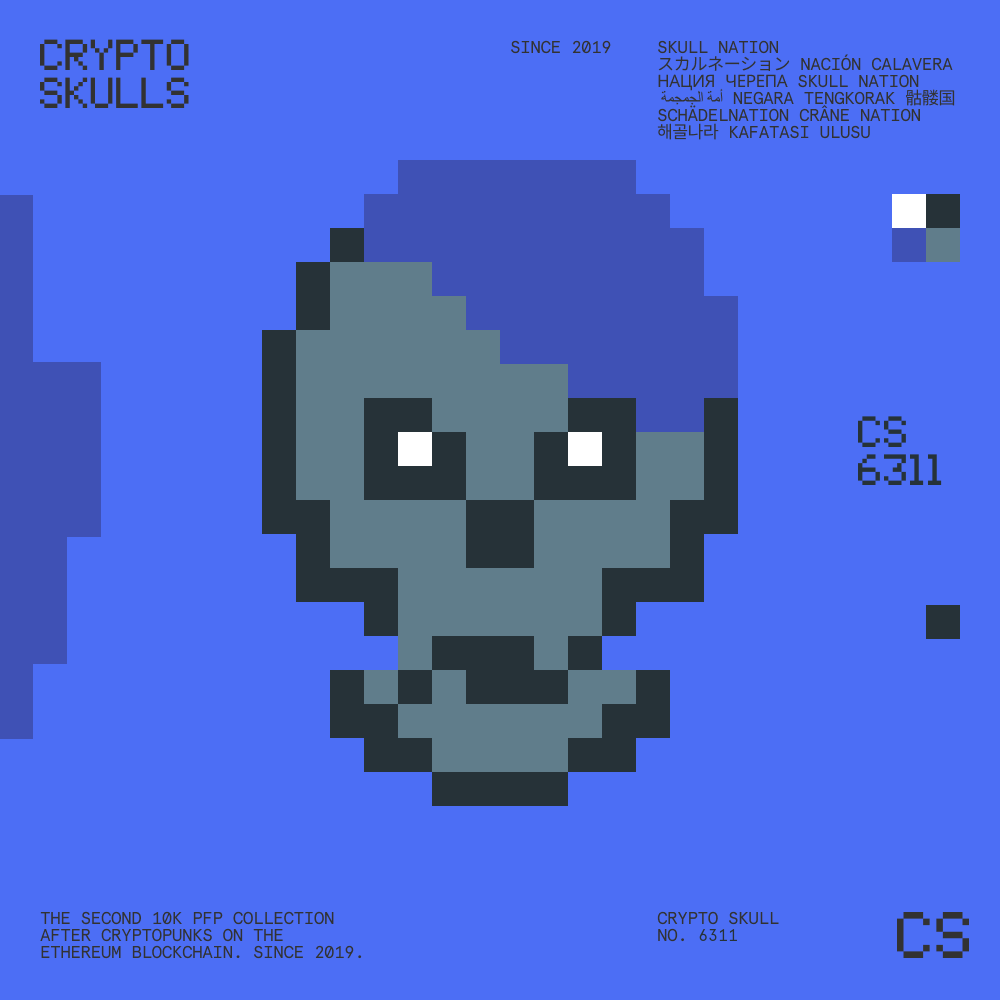 CRYPTO
SKULLS
SINCE 2019
SKULL NATION
スカルネーション NACIÓN CALAVERA
НАЦИЯ ЧЕРЕПА SKULL NATION
أمة الجمجمة NEGARA TENGKORAK 骷髅国
SCHÄDELNATION CRÂNE NATION
해골나라 KAFATASI ULUSU
CS
6311
THE SECOND 10K PFP COLLECTION
AFTER CRYPTOPUNKS ON THE
ETHEREUM BLOCKCHAIN. SINCE 2019.
CRYPTO SKULL
NO. 6311
CS